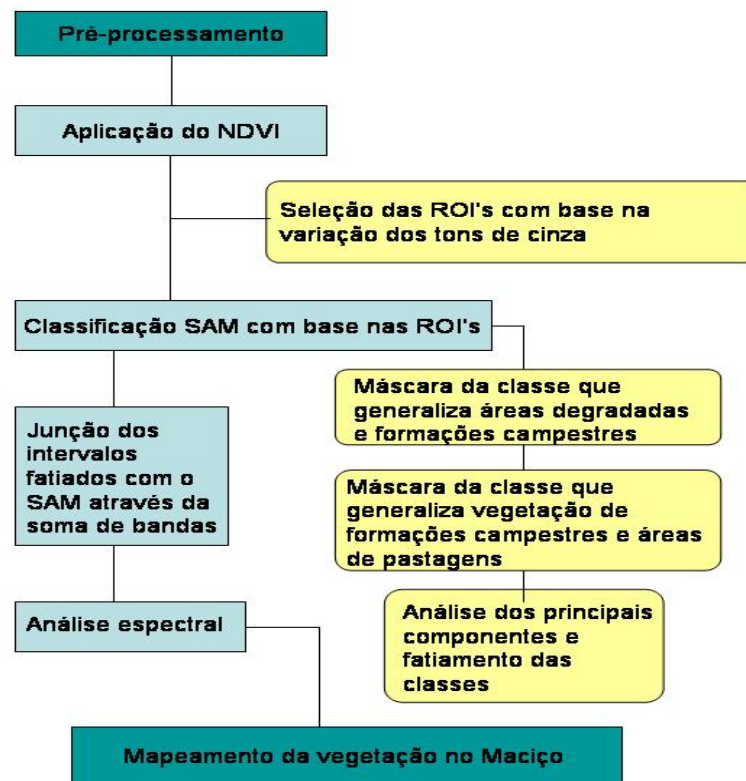 Pré-processamento
Aplicação do NDVI
Seleção das ROI's com base na
variação dos tons de cinza
Classificação SAM com base nas ROI's
Máscara da classe que
generaliza áreas degradadas
e formações campestres
Junção dos
intervalos
fatiados com o
SAM através da
soma de bandas
Máscara da classe que
generaliza vegetação de
formações campestres e áreas
de pastagens
Análise espectral
Análise dos principais
componentes e
fatiamento das
classes
Mapeamento da vegetação no Maciço